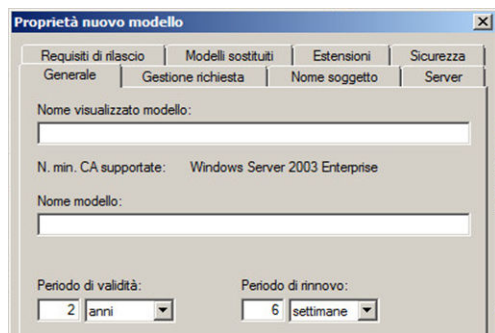 Proprietà nuovo modello
Requisiti di rilascio Modelli sostituiti Estensioni Sicurezza
Generale Gestione richiesta Nome soggetto Server
Nome visualizzato modello:
N. min. CA supportate: Windows Server 2003 Enterprise
Nome modello:
Periodo di validità: Periodo di rinnovo:
2 anni 6 settimane